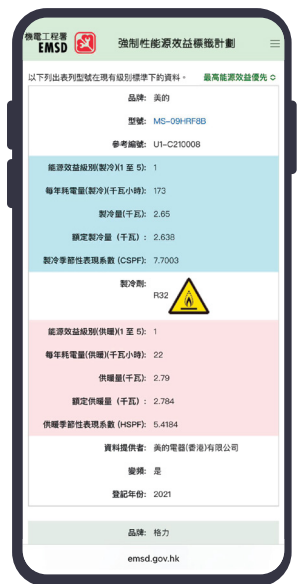 機電工程署
EMSD
強制性能源效益標籤計劃
以下列出表列型號在現有級別標準下的資料。 最高能源效益優先
品牌: 美的
型號: MS-09HRF8B
參考編號: U1-C210008
能源效益級別(製冷)(1 至 5): 1
每年耗電量(製冷)(千瓦小時): 173
製冷量(千瓦): 2.65
額定製冷量（千瓦）: 2.638
製冷季節性表現系數 (CSPF): 7.7003
製冷劑:
R32
能源效益級別(供暖)(1 至 5): 1
每年耗電量(供暖)(千瓦小時): 22
供暖量(千瓦): 2.79
額定供暖量（千瓦）: 2.784
供暖季節性表現系數 (HSPF): 5.4184
資料提供者: 美的電器(香港)有限公司
變頻: 是
登記年份: 2021
品牌: 格力
emsd.gov.hk